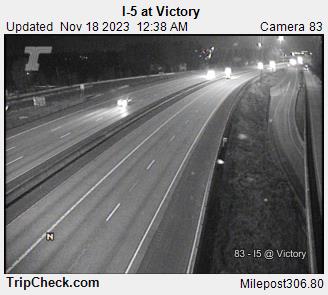 I-5 at Victory
Updated Nov 18 2023 12:38 AM Camera 83
T
N
83 - I5 @ Victory
TripCheck.com Milepost306.80